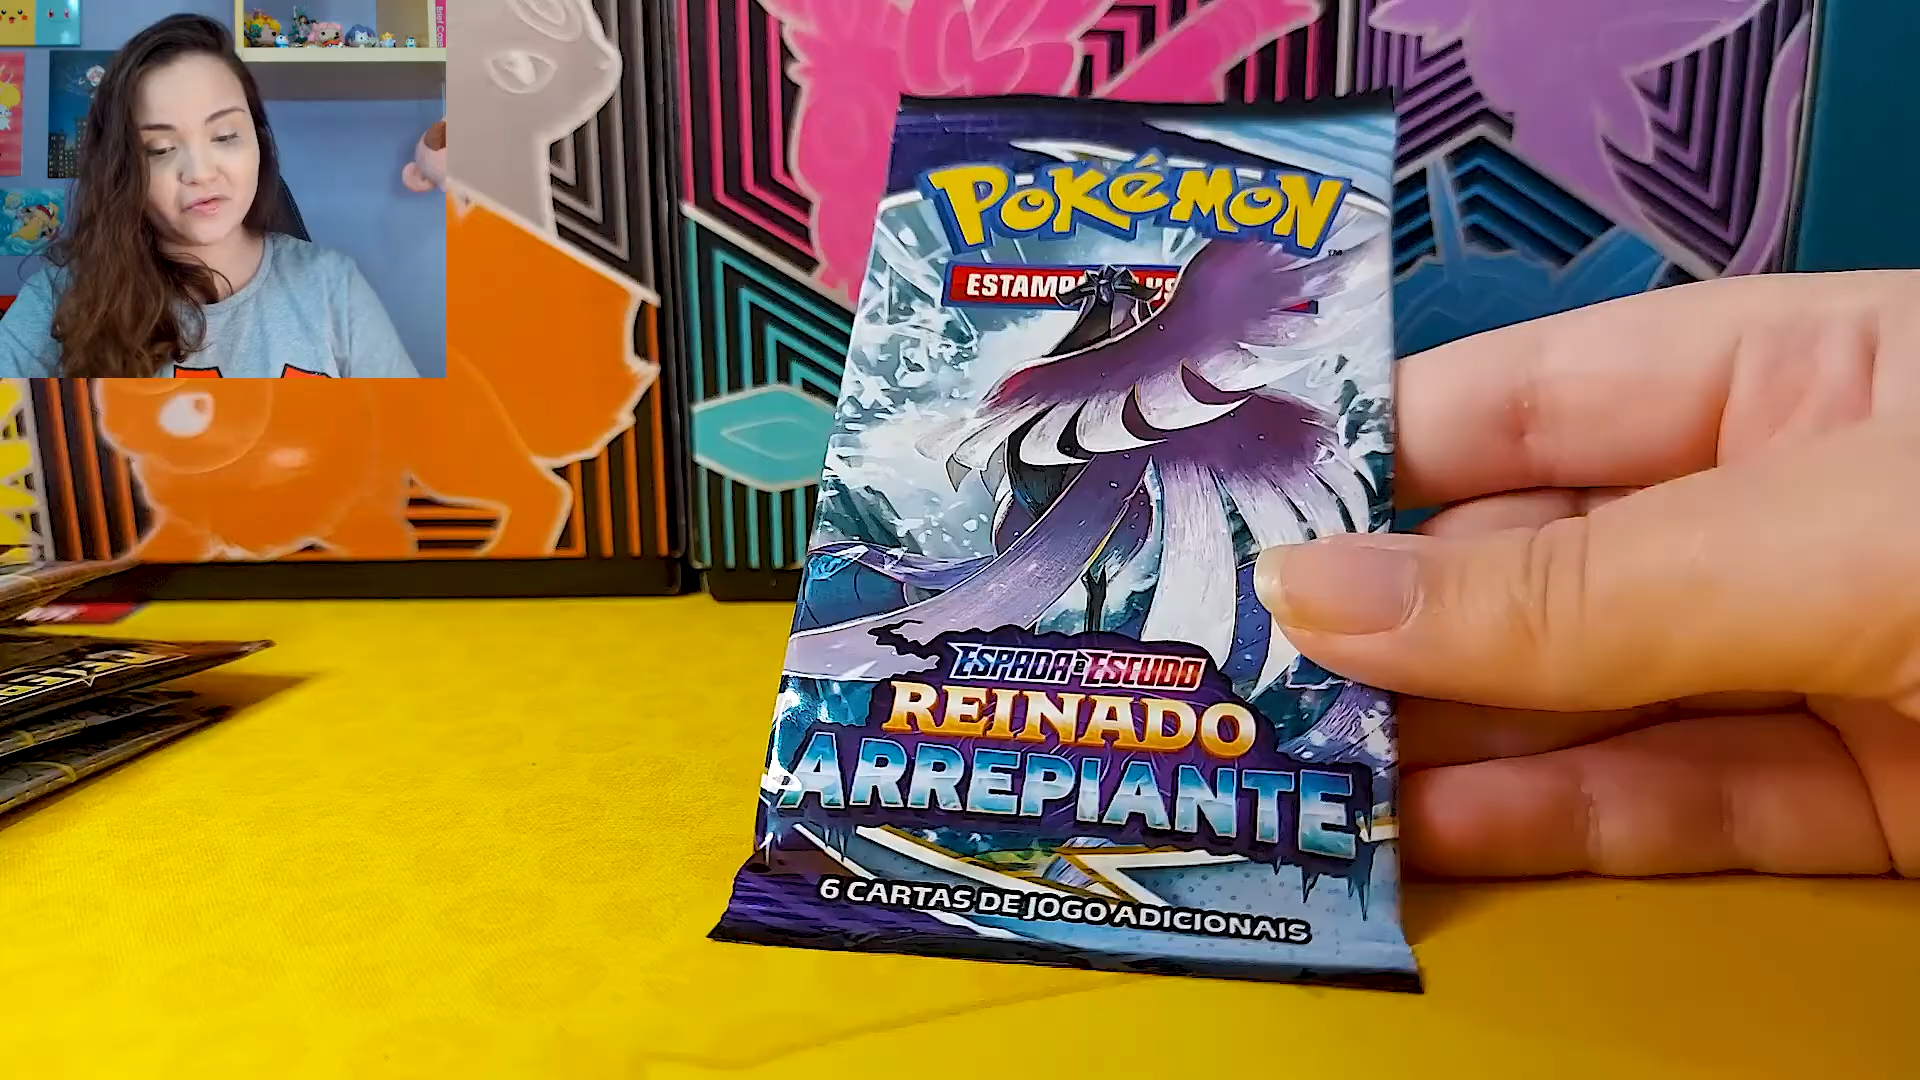 POKÉMON
ESPADA E ESCUDO
REINADO
ARREPIANTE
6 CARTAS DE JOGO ADICIONAIS